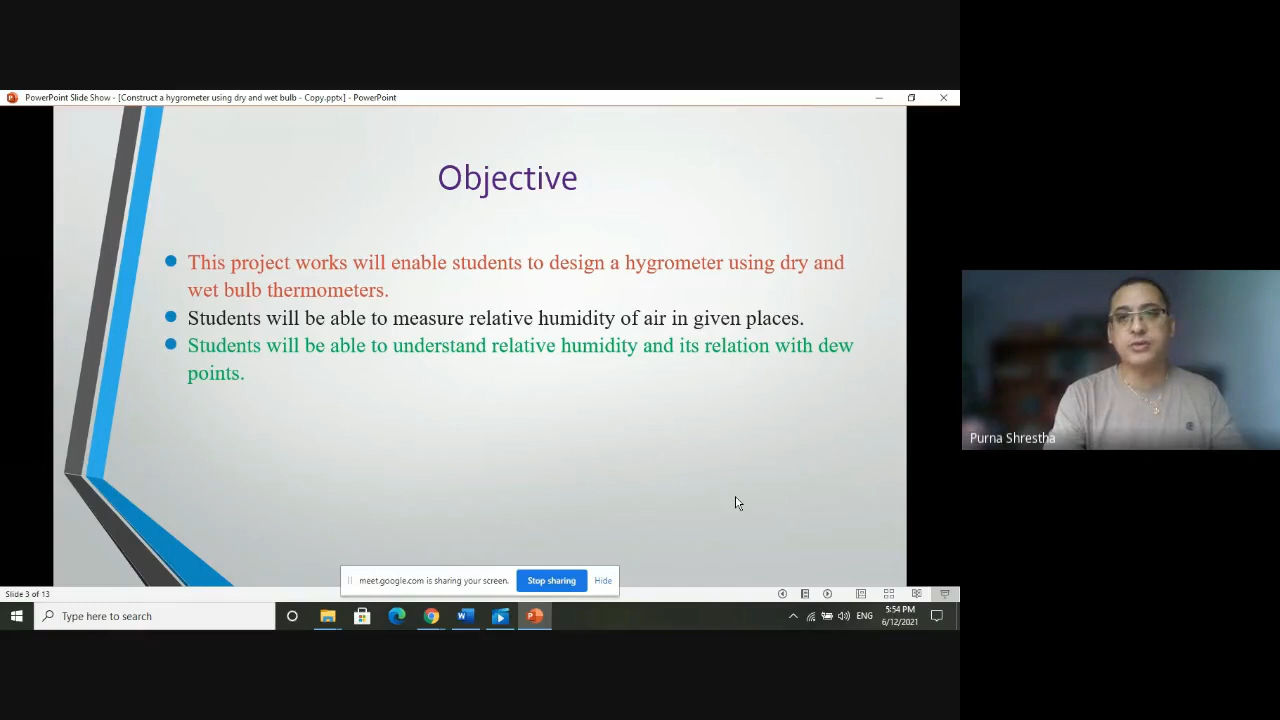 PowerPoint Slide Show - [Construct a hygrometer using dry and wet bulb - Copy.pptx] - PowerPoint
Objective
This project works will enable students to design a hygrometer using dry and
wet bulb thermometers.
Students will be able to measure relative humidity of air in given places.
Students will be able to understand relative humidity and its relation with dew
points.
Purna Shrestha
meet.google.com is sharing your screen.
Stop sharing
Hide
Slide 3 of 13
Type here to search
ENG
5:54 PM
6/12/2021